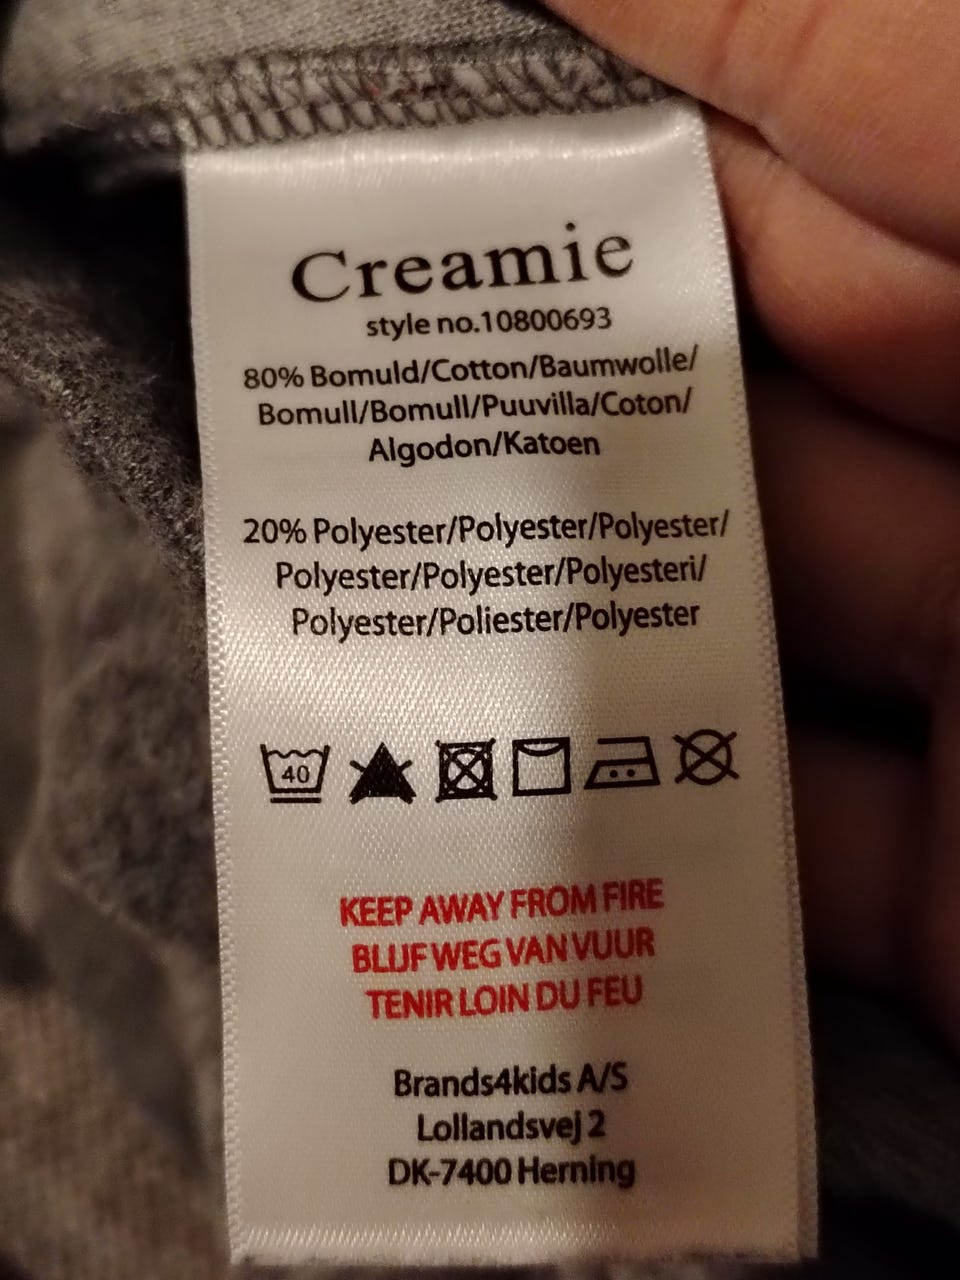 Creamie
style no.10800693
80% Bomuld/Cotton/Baumwolle/
Bomull/Bomull/Puuvilla/Coton/
Algodon/Katoen
20% Polyester/Polyester/Polyester/
Polyester/Polyester/Polyesteri/
Polyester/Poliester/Polyester
40
KEEP AWAY FROM FIRE
BLIJF WEG VAN VUUR
TENIR LOIN DU FEU
Brands4kids A/S
Lollandsvej 2
DK-7400 Herning